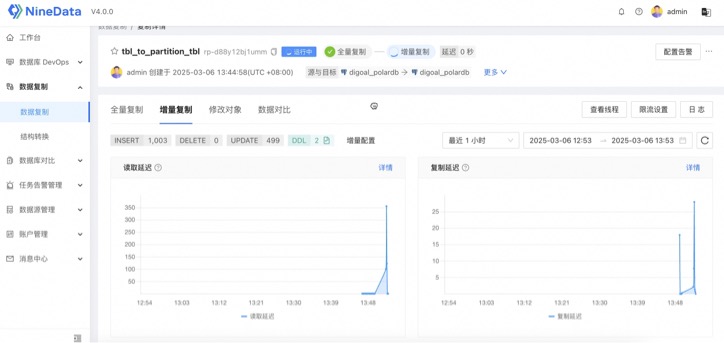 NineData V4.0.0
admin
数据复制 / 复制详情
工作台
数据库 DevOps
数据复制
数据复制
结构转换
数据库对比
任务告警管理
数据源管理
账户管理
消息中心
tbl_to_partition_tbl rp-d88y12bj1umm 运行中 全量复制 增量复制 延迟 0 秒
配置告警
admin 创建于 2025-03-06 13:44:58(UTC +08:00) 源与目标 digoal_polardb → digoal_polardb 更多
全量复制 增量复制 修改对象 数据对比
查看线程 限流设置 日 志
INSERT 1,003 DELETE 0 UPDATE 499 DDL 2 增量配置
最近 1 小时 2025-03-06 12:53 → 2025-03-06 13:53
读取延迟 详情
350
300
250
200
150
100
50
12:54 13:03 13:12 13:21 13:30 13:39 13:48
读取延迟
复制延迟 详情
25
20
15
10
5
12:54 13:03 13:12 13:21 13:30 13:39 13:48
复制延迟